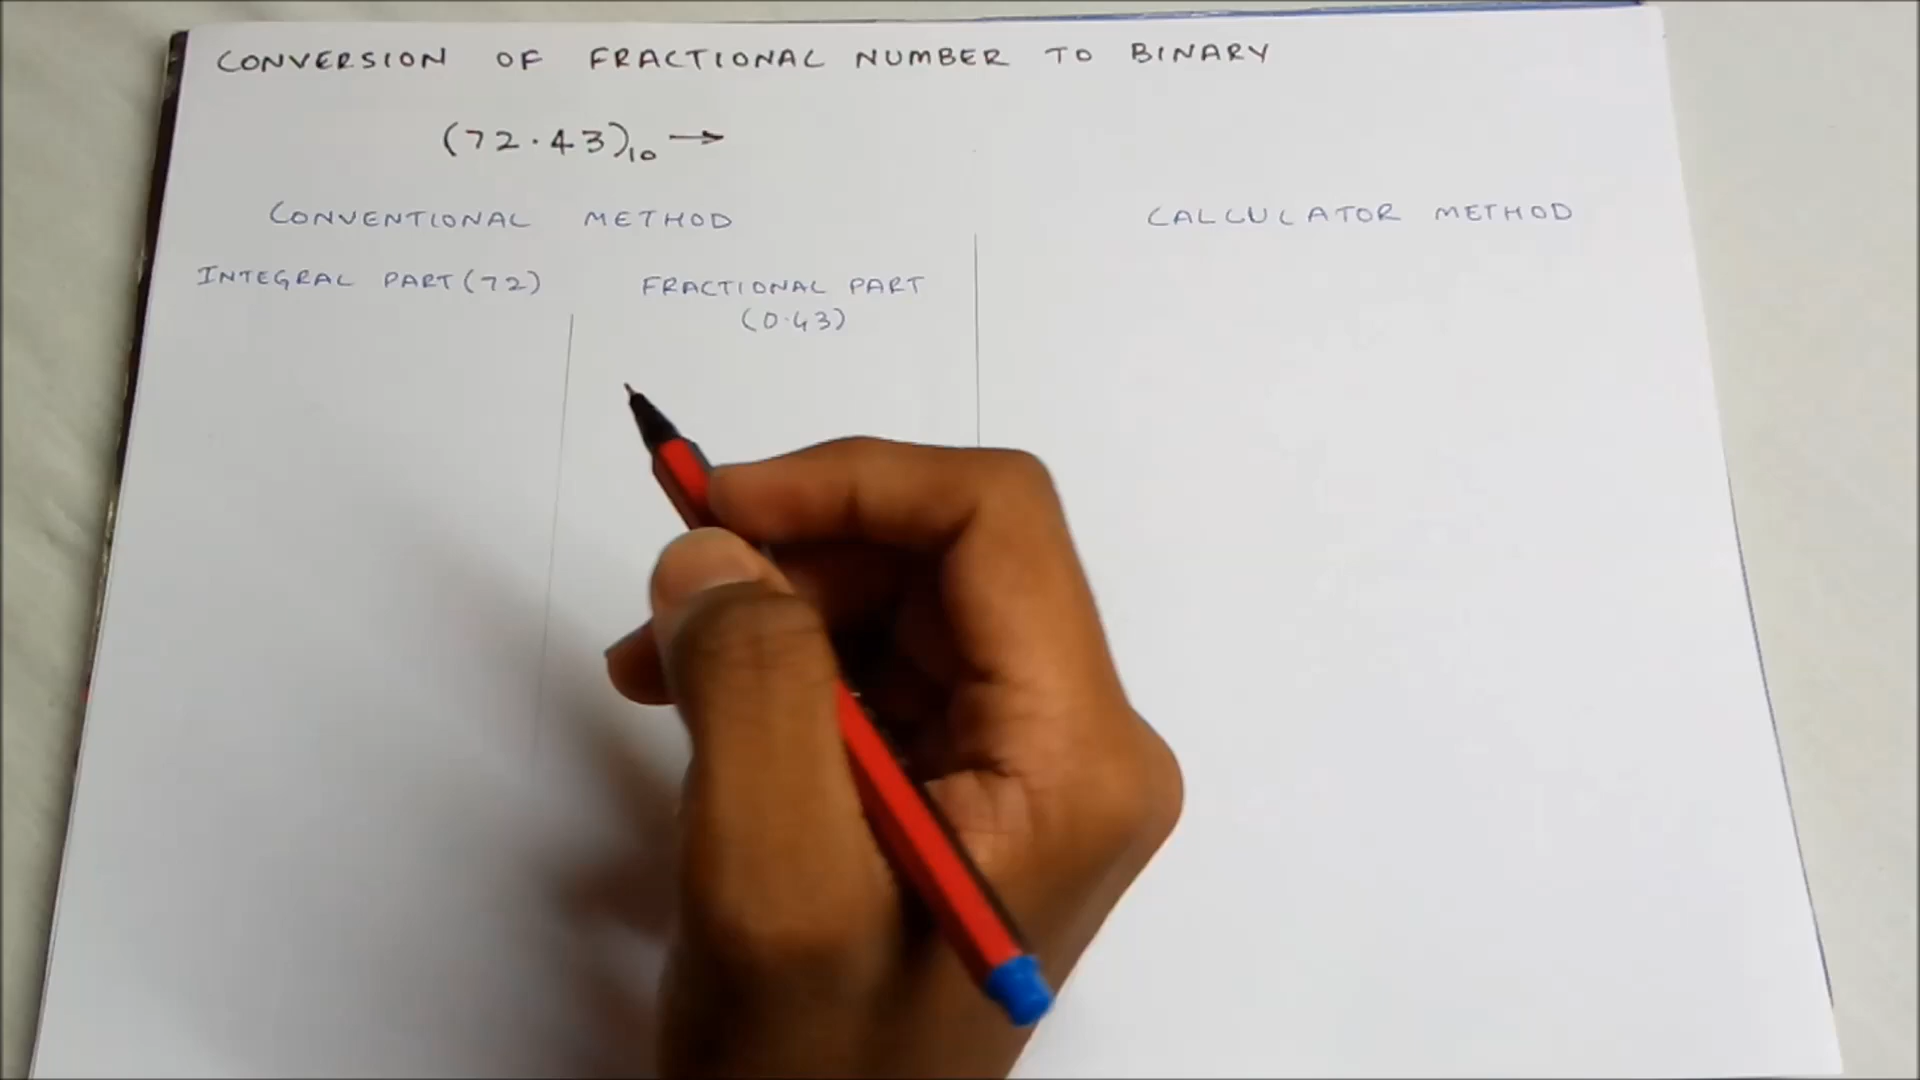 CONVERSION OF FRACTIONAL NUMBER TO BINARY
(72.43)10 →
CONVENTIONAL METHOD
CALCULATOR METHOD
INTEGRAL PART (72)
FRACTIONAL PART
(0.43)